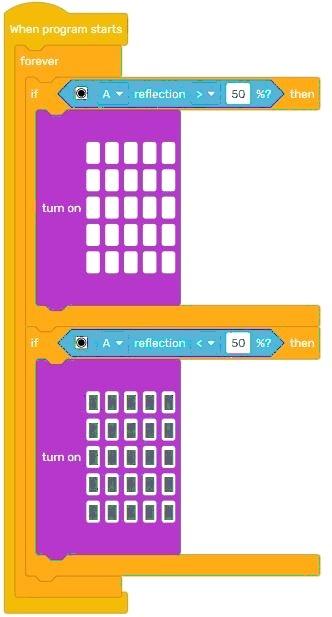 When program starts
forever
if A reflection > 50 %? then
turn on
if A reflection < 50 %? then
turn on